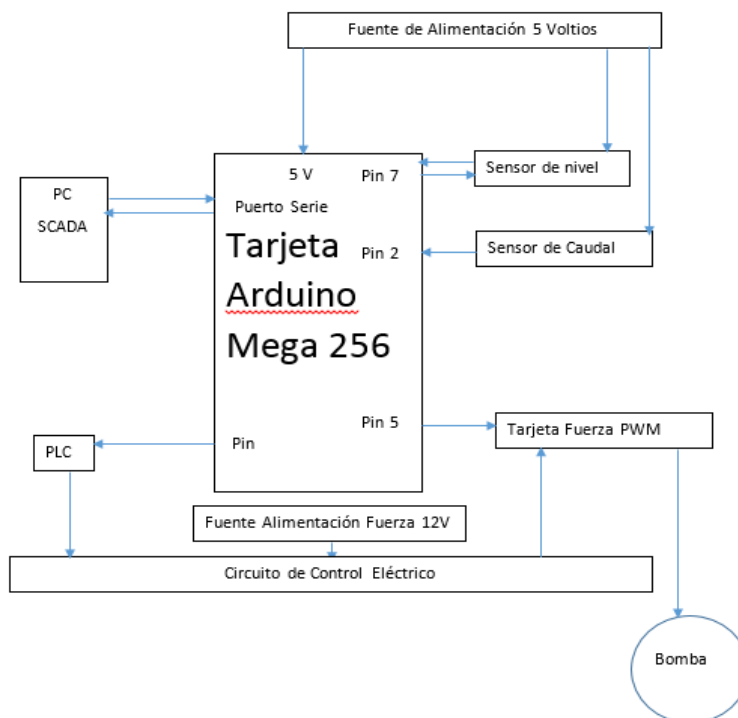 Fuente de Alimentación 5 Voltios
5 V
Pin 7
Sensor de nivel
PC
SCADA
Puerto Serie
Tarjeta
Arduino
Mega 256
Pin 2
Sensor de Caudal
Pin 5
Tarjeta Fuerza PWM
PLC
Pin
Fuente Alimentación Fuerza 12V
Circuito de Control Eléctrico
Bomba